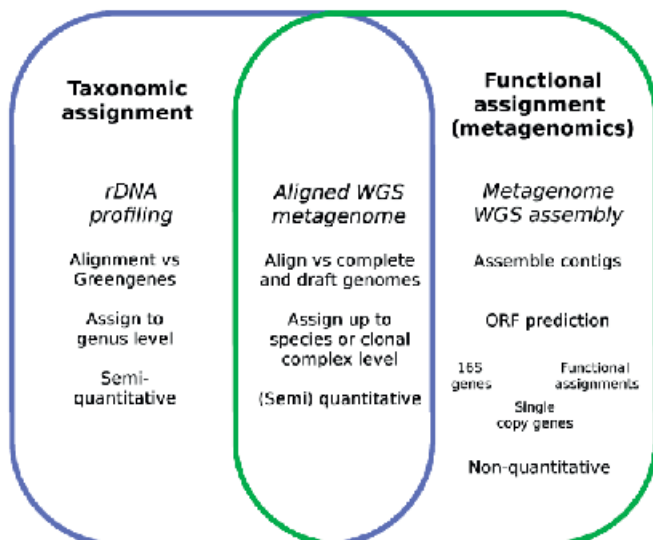 Taxonomic
assignment
rDNA
profiling
Alignment vs
Greengenes
Assign to
genus level
Semi-
quantitative
Aligned WGS
metagenome
Align vs complete
and draft genomes
Assign up to
species or clonal
complex level
(Semi) quantitative
Functional
assignment
(metagenomics)
Metagenome
WGS assembly
Assemble contigs
ORF prediction
16S
genes
Functional
assignments
Single
copy genes
Non-quantitative